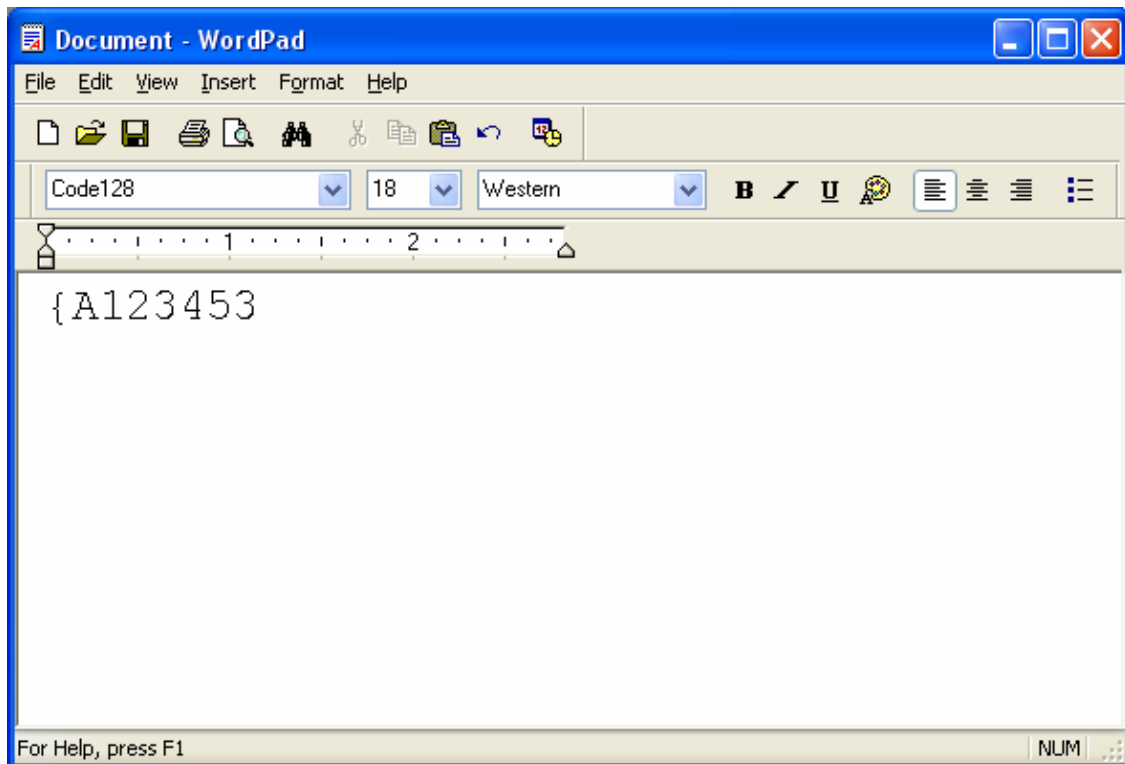 Document - WordPad
File Edit View Insert Format Help
Code128 18 Western B U
1 2
{A123453
For Help, press F1 NUM